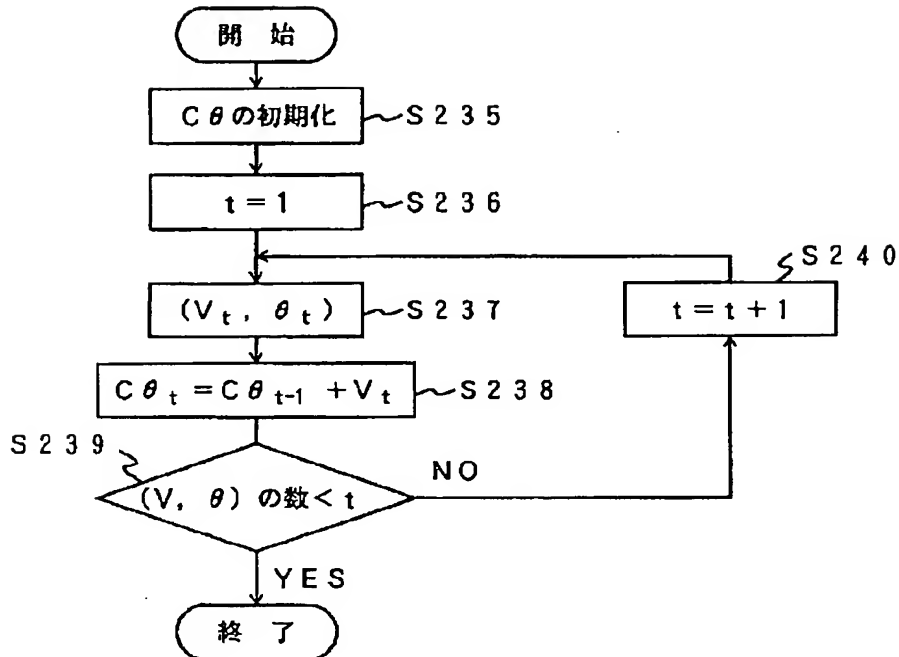 開 始
Cθの初期化
S235
t=1
S236
S240
(Vt, θt)
S237
t=t+1
Cθt=Cθt-1+Vt
S238
S239
NO
(V, θ)の数<t
YES
終 了